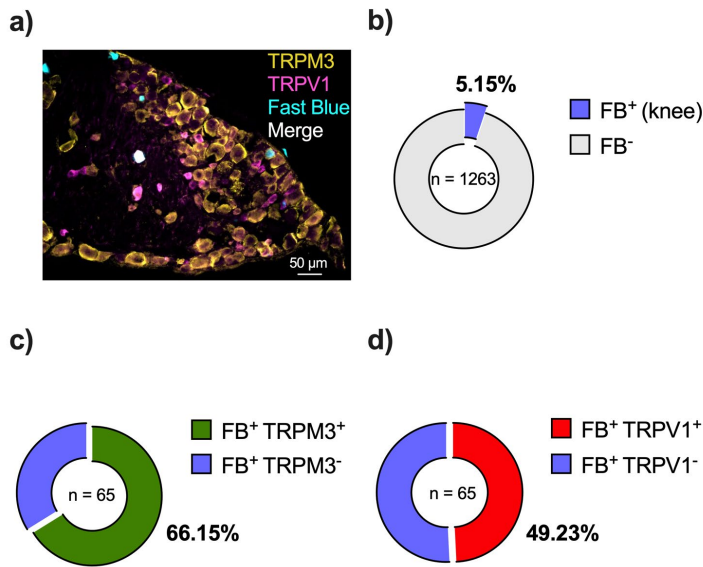 a)
TRPM3
TRPV1
Fast Blue
Merge
50 µm
b)
5.15%
FB⁺ (knee)
FB⁻
n = 1263
c)
FB⁺ TRPM3⁺
FB⁺ TRPM3⁻
n = 65
66.15%
d)
FB⁺ TRPV1⁺
FB⁺ TRPV1⁻
n = 65
49.23%